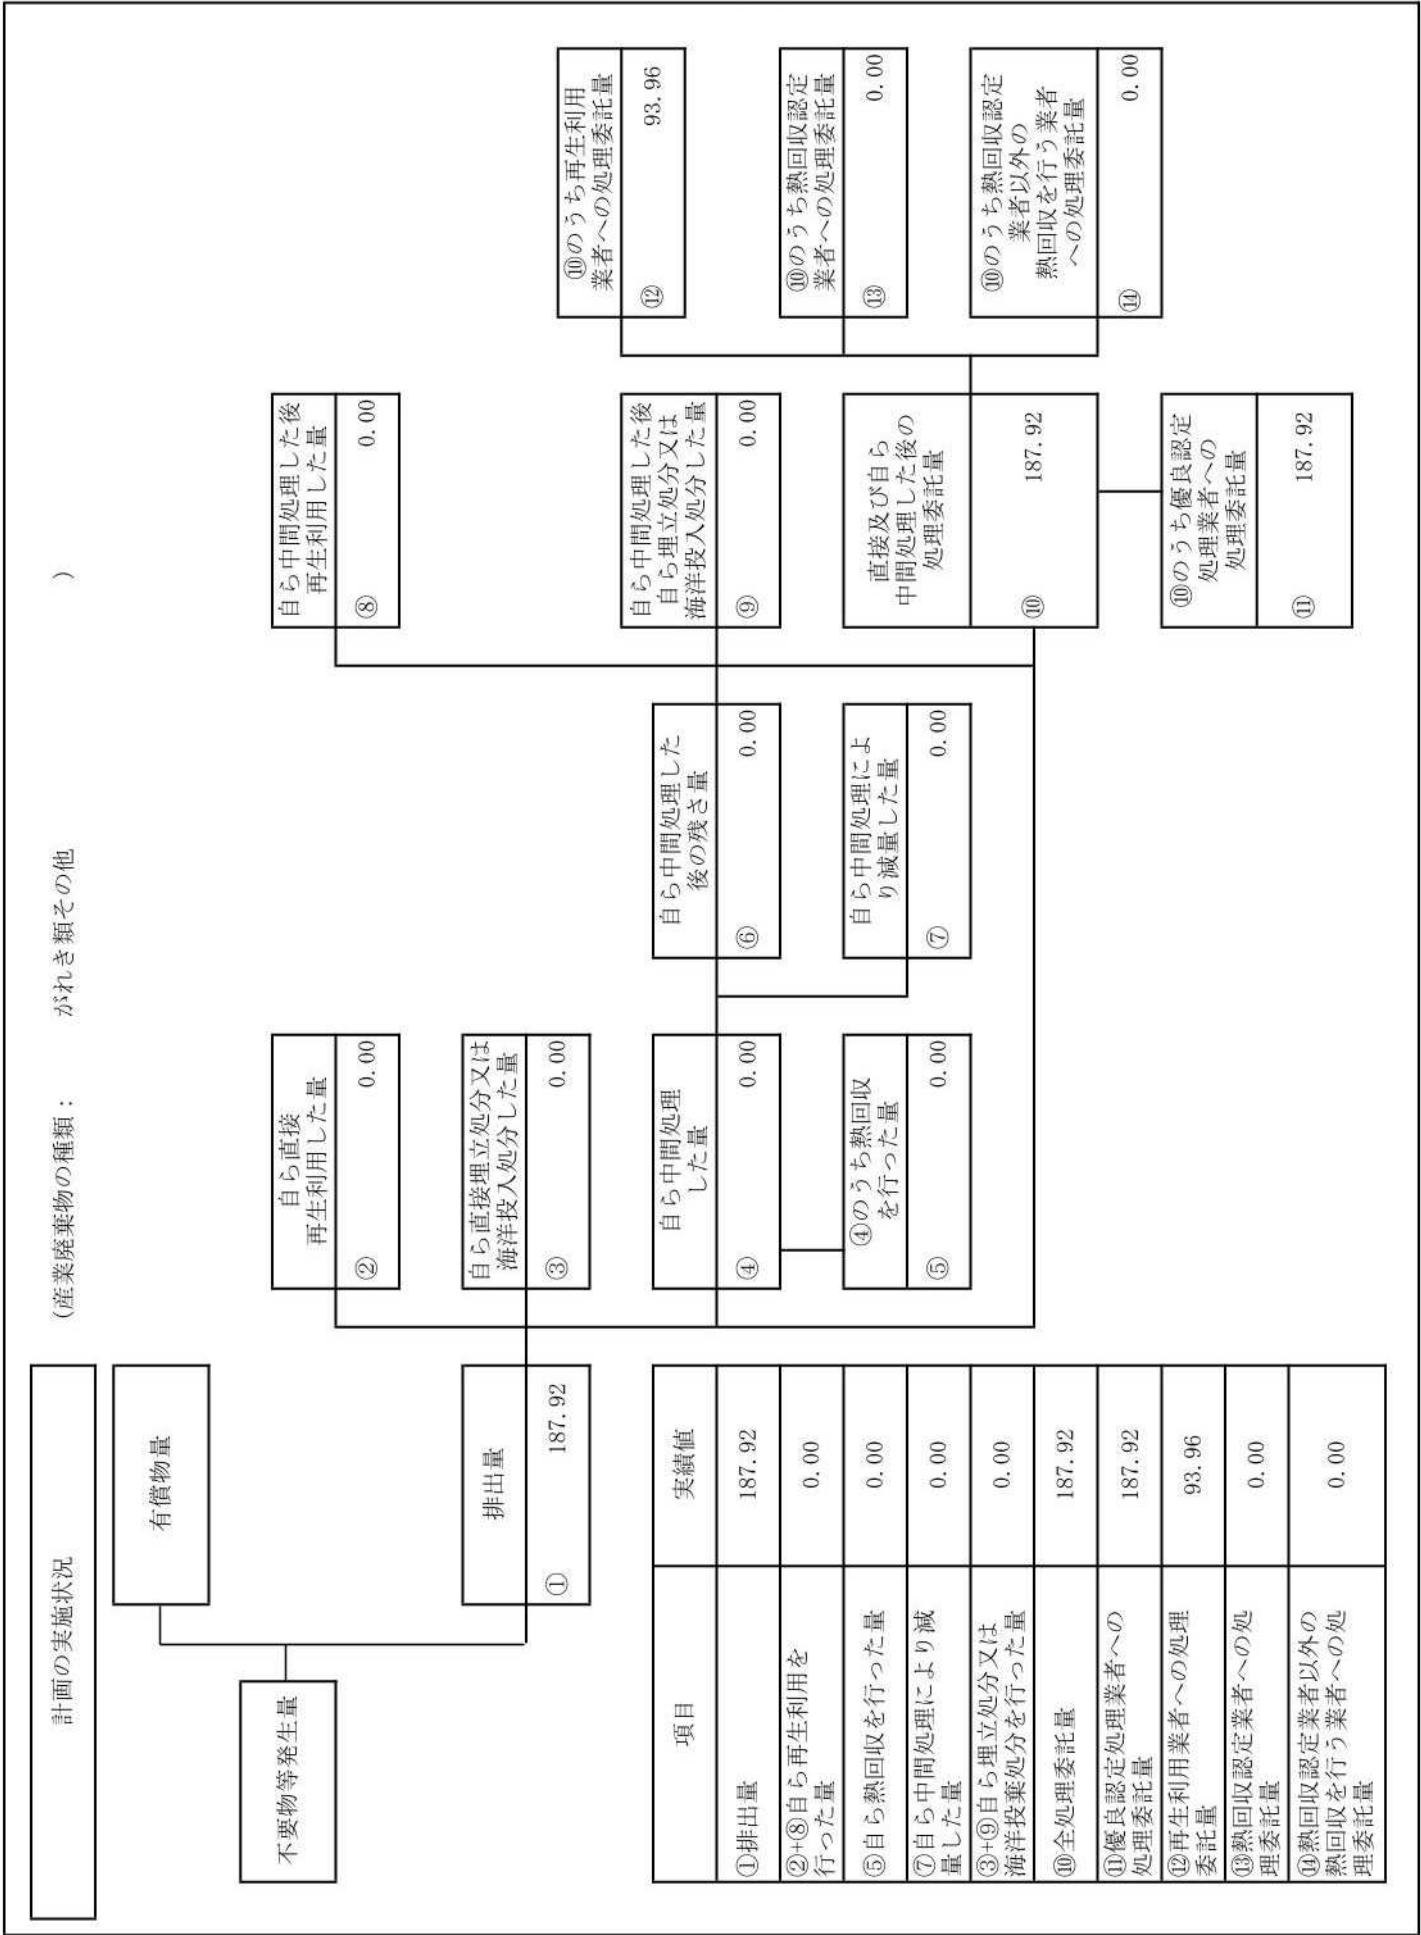 計画の実施状況
(産業廃棄物の種類： がれき類その他 )
有償物量
不要物等発生量
排出量
① 187.92
自ら直接
再生利用した量
② 0.00
自ら直接埋立処分又は
海洋投入処分した量
③ 0.00
自ら中間処理
した量
④ 0.00
④のうち熱回収
を行った量
⑤ 0.00
自ら中間処理した
後の残さ量
⑥ 0.00
自ら中間処理によ
り減量した量
⑦ 0.00
自ら中間処理した後
再生利用した量
⑧ 0.00
自ら中間処理した後
自ら埋立処分又は
海洋投入処分した量
⑨ 0.00
直接及び自ら
中間処理した後の
処理委託量
⑩ 187.92
⑩のうち優良認定
処理業者への
処理委託量
⑪ 187.92
⑩のうち再生利用
業者への処理委託量
⑫ 93.96
⑩のうち熱回収認定
業者への処理委託量
⑬ 0.00
⑩のうち熱回収認定
業者以外の
熱回収を行う業者
への処理委託量
⑭ 0.00
項目 実績値
①排出量 187.92
②+⑧自ら再生利用を
行った量 0.00
⑤自ら熱回収を行った量 0.00
⑦自ら中間処理により減
量した量 0.00
③+⑨自ら埋立処分又は
海洋投棄処分を行った量 0.00
⑩全処理委託量 187.92
⑪優良認定処理業者への
処理委託量 187.92
⑫再生利用業者への処理
委託量 93.96
⑬熱回収認定業者への処
理委託量 0.00
⑭熱回収認定業者以外の
熱回収を行う業者への処
理委託量 0.00